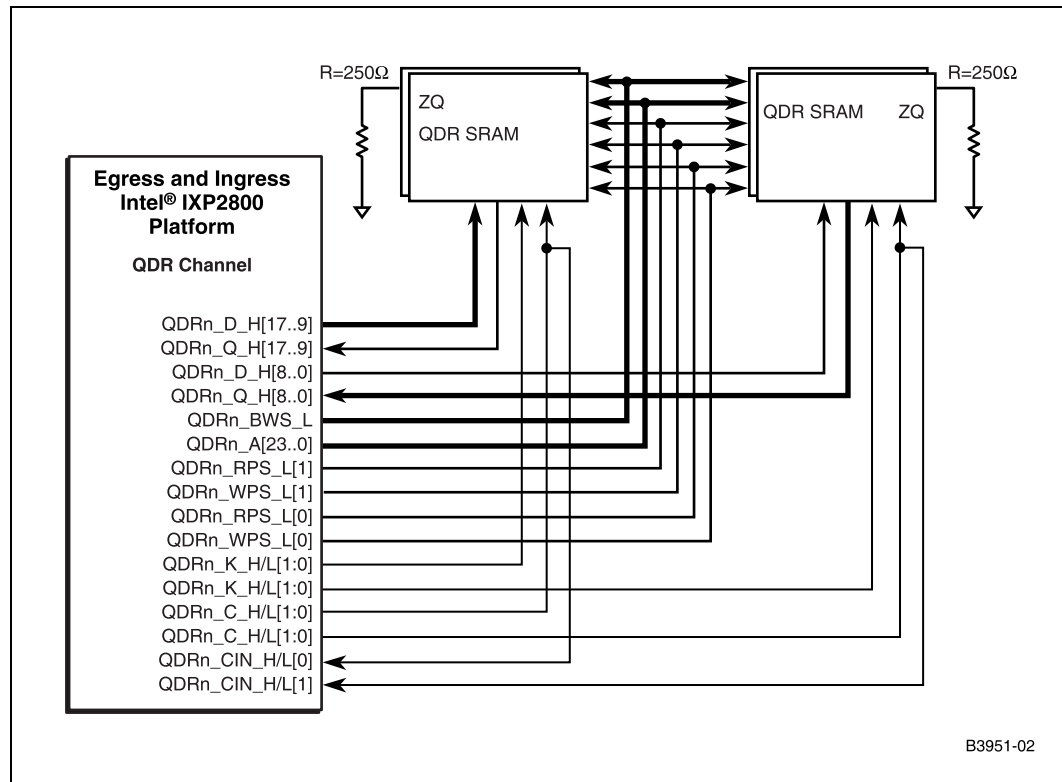 R=250Ω
ZQ
QDR SRAM
QDR SRAM
ZQ
R=250Ω
Egress and Ingress
Intel® IXP2800
Platform
QDR Channel
QDRn_D_H[17..9]
QDRn_Q_H[17..9]
QDRn_D_H[8..0]
QDRn_Q_H[8..0]
QDRn_BWS_L
QDRn_A[23..0]
QDRn_RPS_L[1]
QDRn_WPS_L[1]
QDRn_RPS_L[0]
QDRn_WPS_L[0]
QDRn_K_H/L[1:0]
QDRn_K_H/L[1:0]
QDRn_C_H/L[1:0]
QDRn_C_H/L[1:0]
QDRn_CIN_H/L[0]
QDRn_CIN_H/L[1]
B3951-02